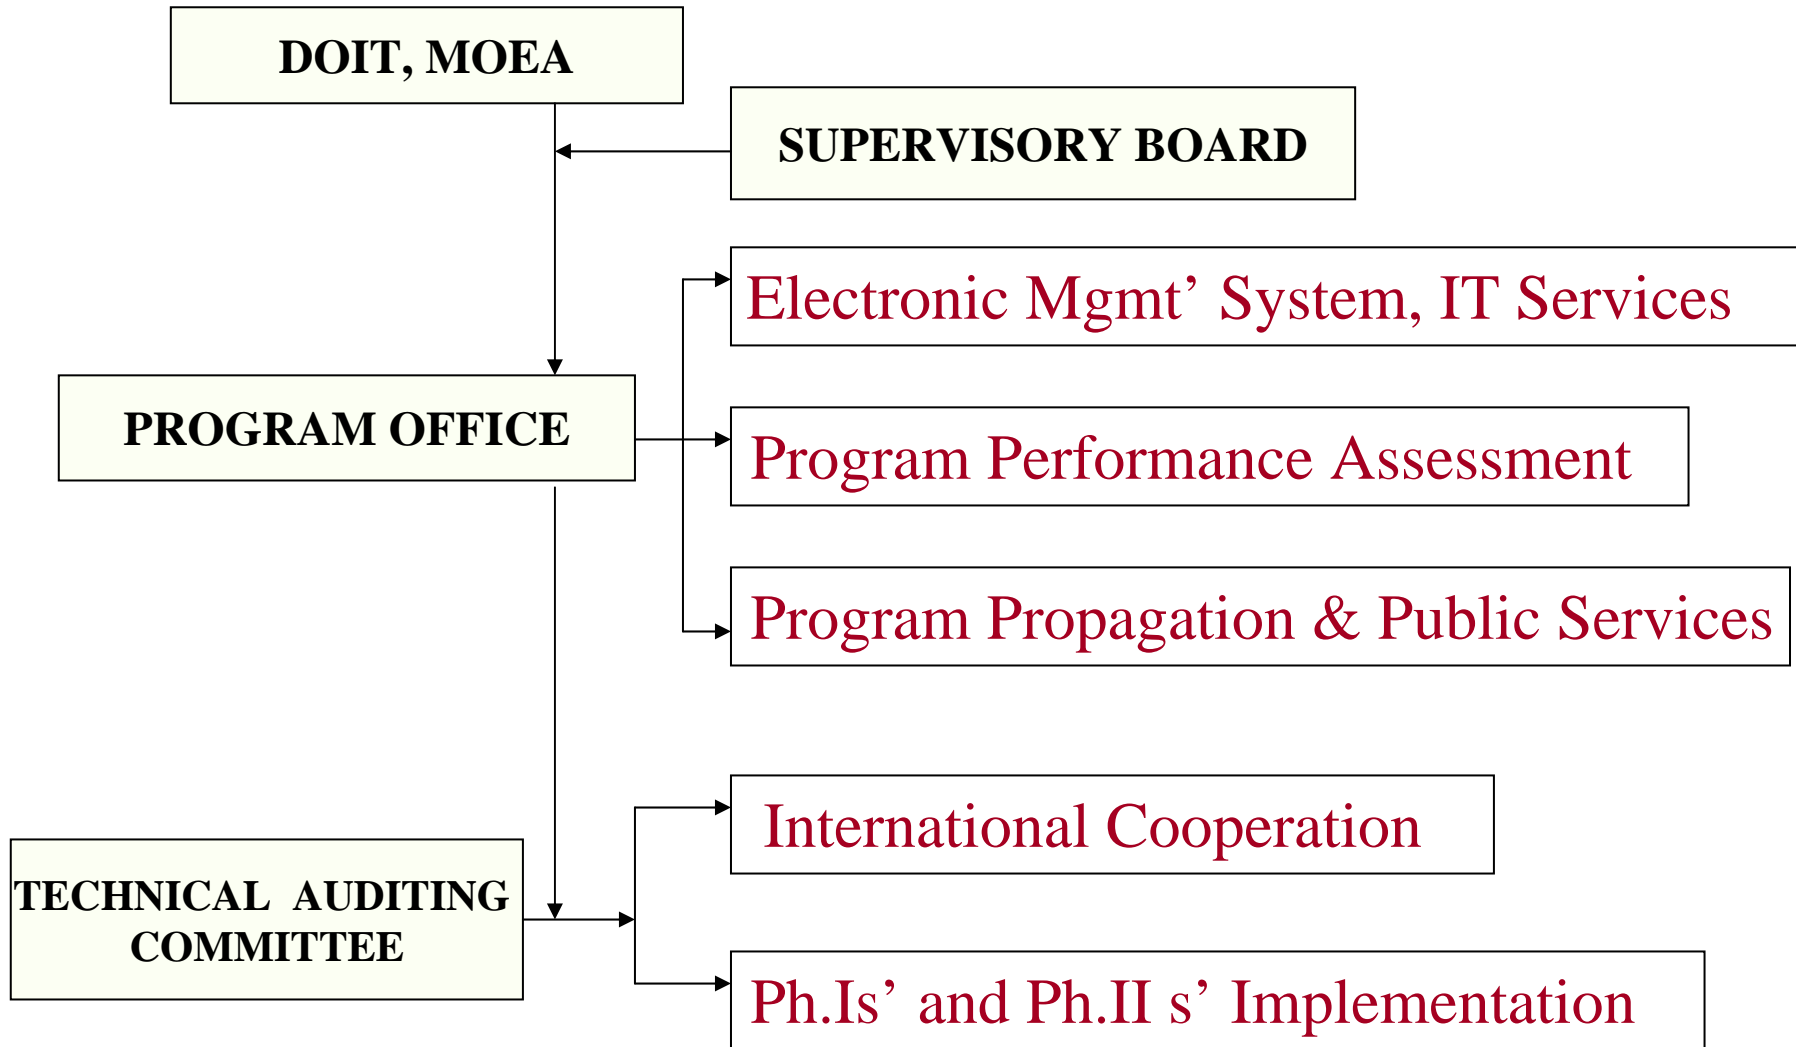 DOIT, MOEA
SUPERVISORY BOARD
Electronic Mgmt’ System, IT Services
PROGRAM OFFICE
Program Performance Assessment
Program Propagation & Public Services
International Cooperation
TECHNICAL AUDITING
COMMITTEE
Ph.Is’ and Ph.II s’ Implementation